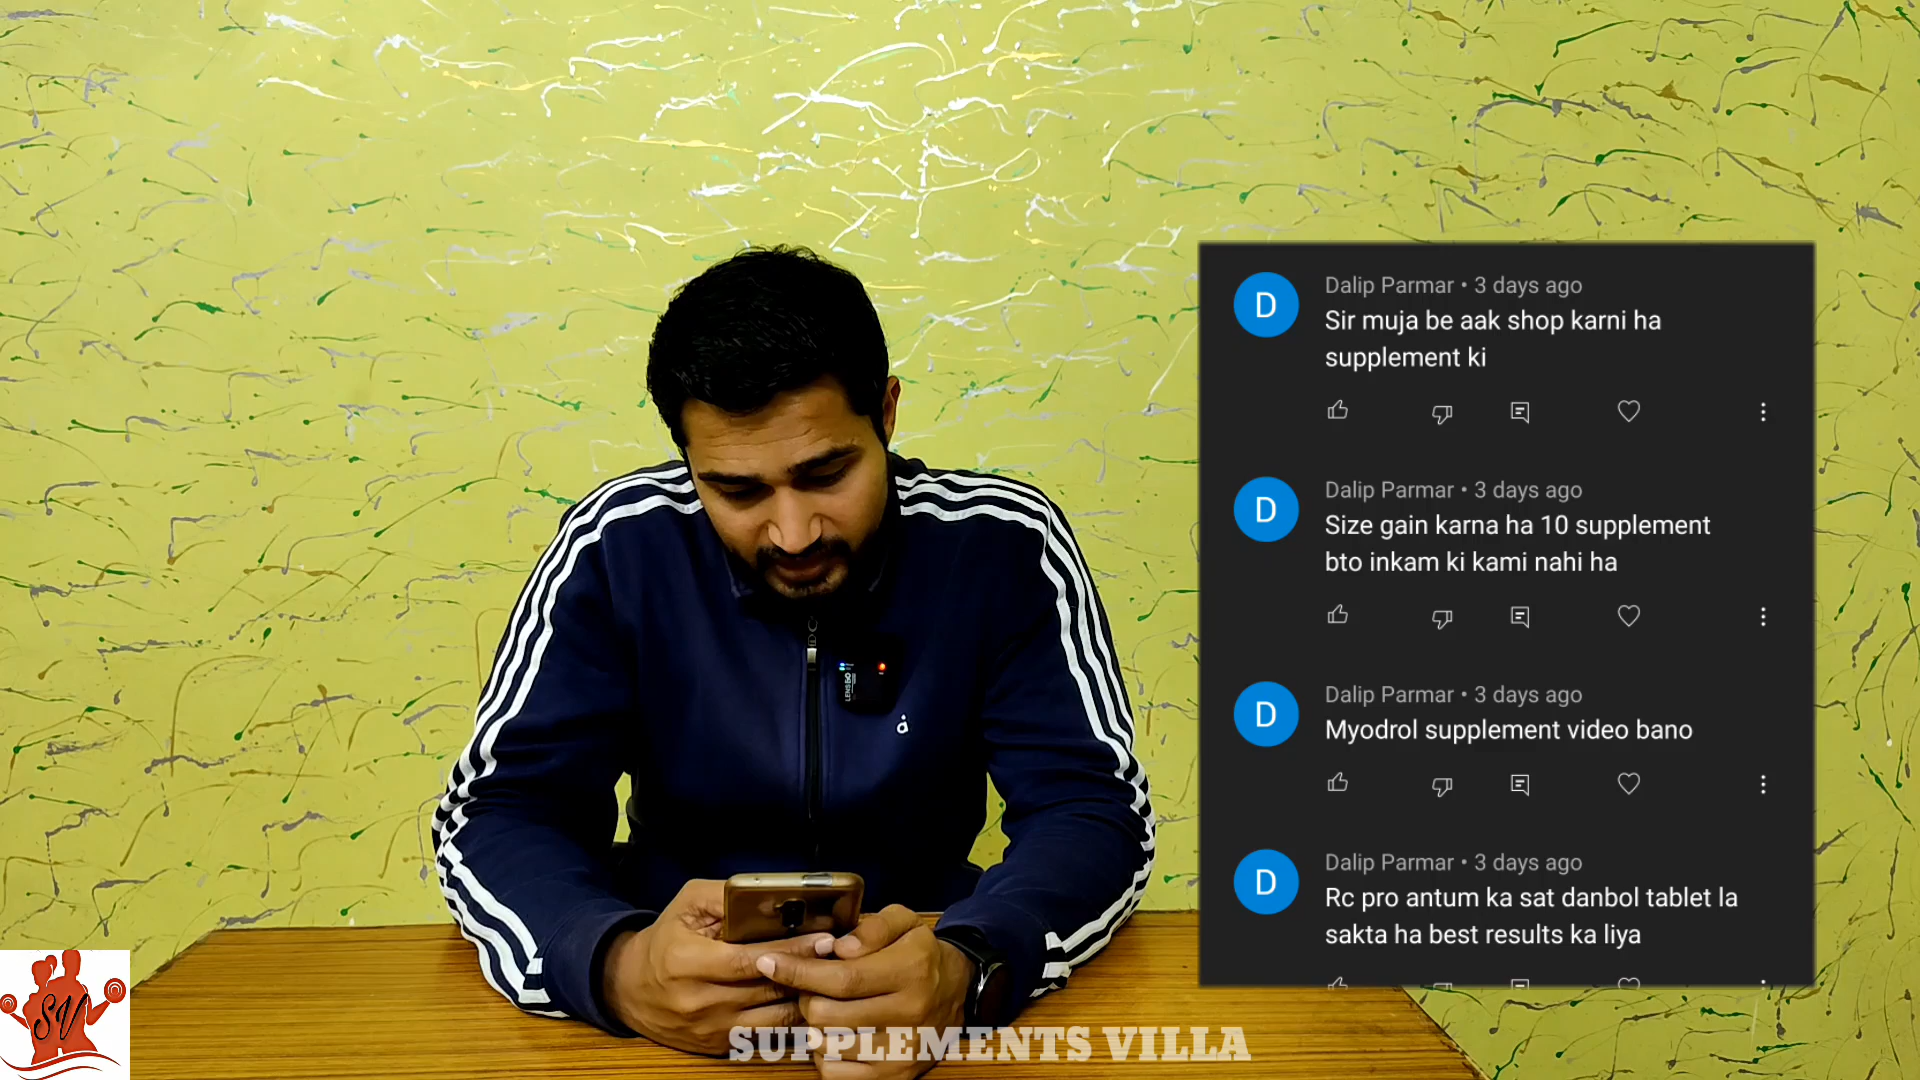 D
Dalip Parmar • 3 days ago
Sir muja be aak shop karni ha
supplement ki
D
Dalip Parmar • 3 days ago
Size gain karna ha 10 supplement
bto inkam ki kami nahi ha
D
Dalip Parmar • 3 days ago
Myodrol supplement video bano
D
Dalip Parmar • 3 days ago
Rc pro antum ka sat danbol tablet la
sakta ha best results ka liya
LENSGO
SV
SUPPLEMENTS VILLA